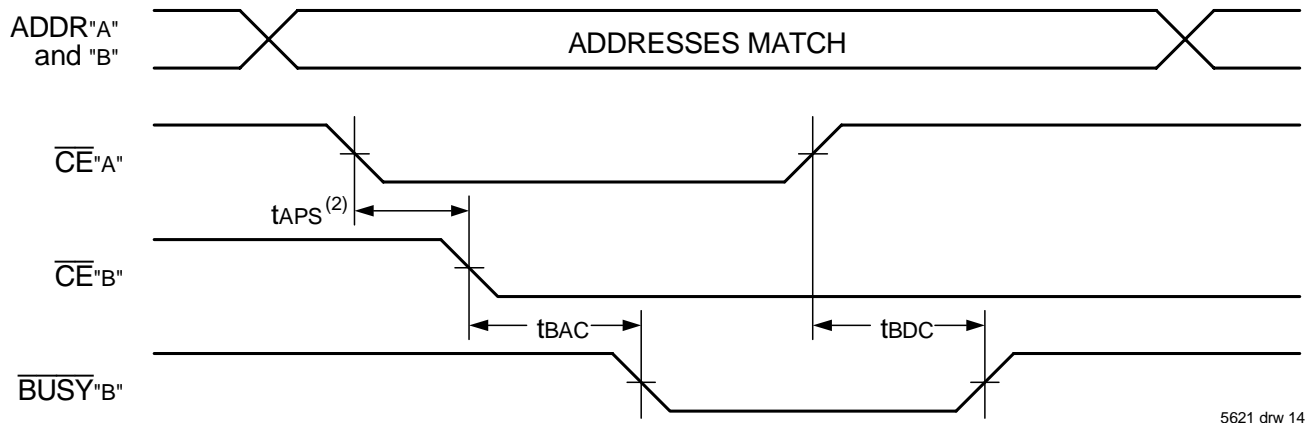 ADDR"A"
and "B"
ADDRESSES MATCH
CE"A"
tAPS(2)
CE"B"
tBAC
tBDC
BUSY"B"
5621 drw 14